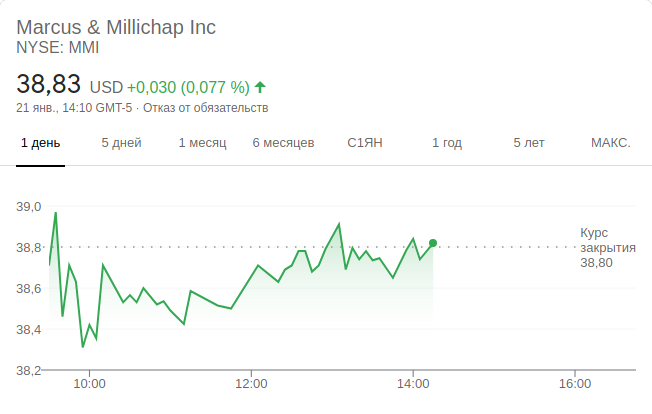 Marcus & Millichap Inc
NYSE: MMI
38,83 USD +0,030 (0,077 %)
21 янв., 14:10 GMT-5 · Отказ от обязательств
1 день 5 дней 1 месяц 6 месяцев С1ЯН 1 год 5 лет МАКС.
39,0
38,8
38,6
38,4
38,2
Курс
закрытия
38,80
10:00 12:00 14:00 16:00